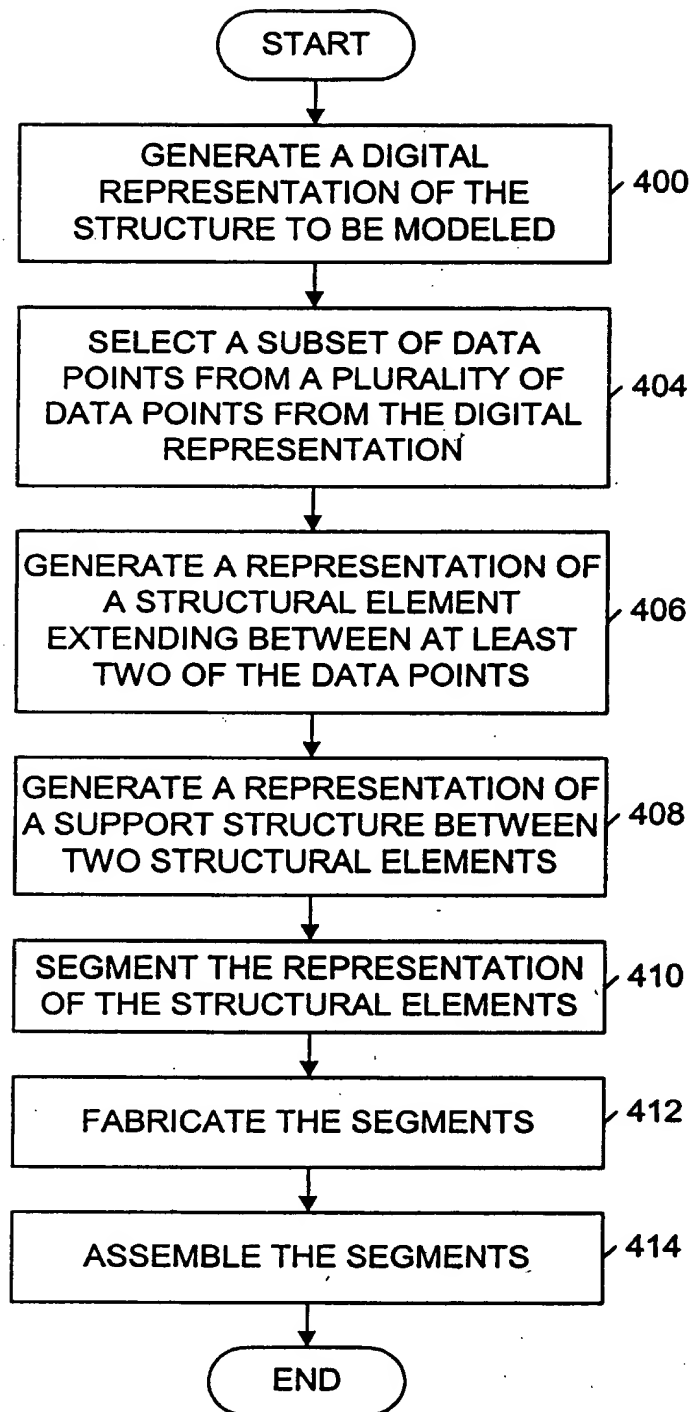 START
GENERATE A DIGITAL
REPRESENTATION OF THE
STRUCTURE TO BE MODELED
400
SELECT A SUBSET OF DATA
POINTS FROM A PLURALITY OF
DATA POINTS FROM THE DIGITAL
REPRESENTATION
404
GENERATE A REPRESENTATION OF
A STRUCTURAL ELEMENT
EXTENDING BETWEEN AT LEAST
TWO OF THE DATA POINTS
406
GENERATE A REPRESENTATION OF
A SUPPORT STRUCTURE BETWEEN
TWO STRUCTURAL ELEMENTS
408
SEGMENT THE REPRESENTATION
OF THE STRUCTURAL ELEMENTS
410
FABRICATE THE SEGMENTS
412
ASSEMBLE THE SEGMENTS
414
END